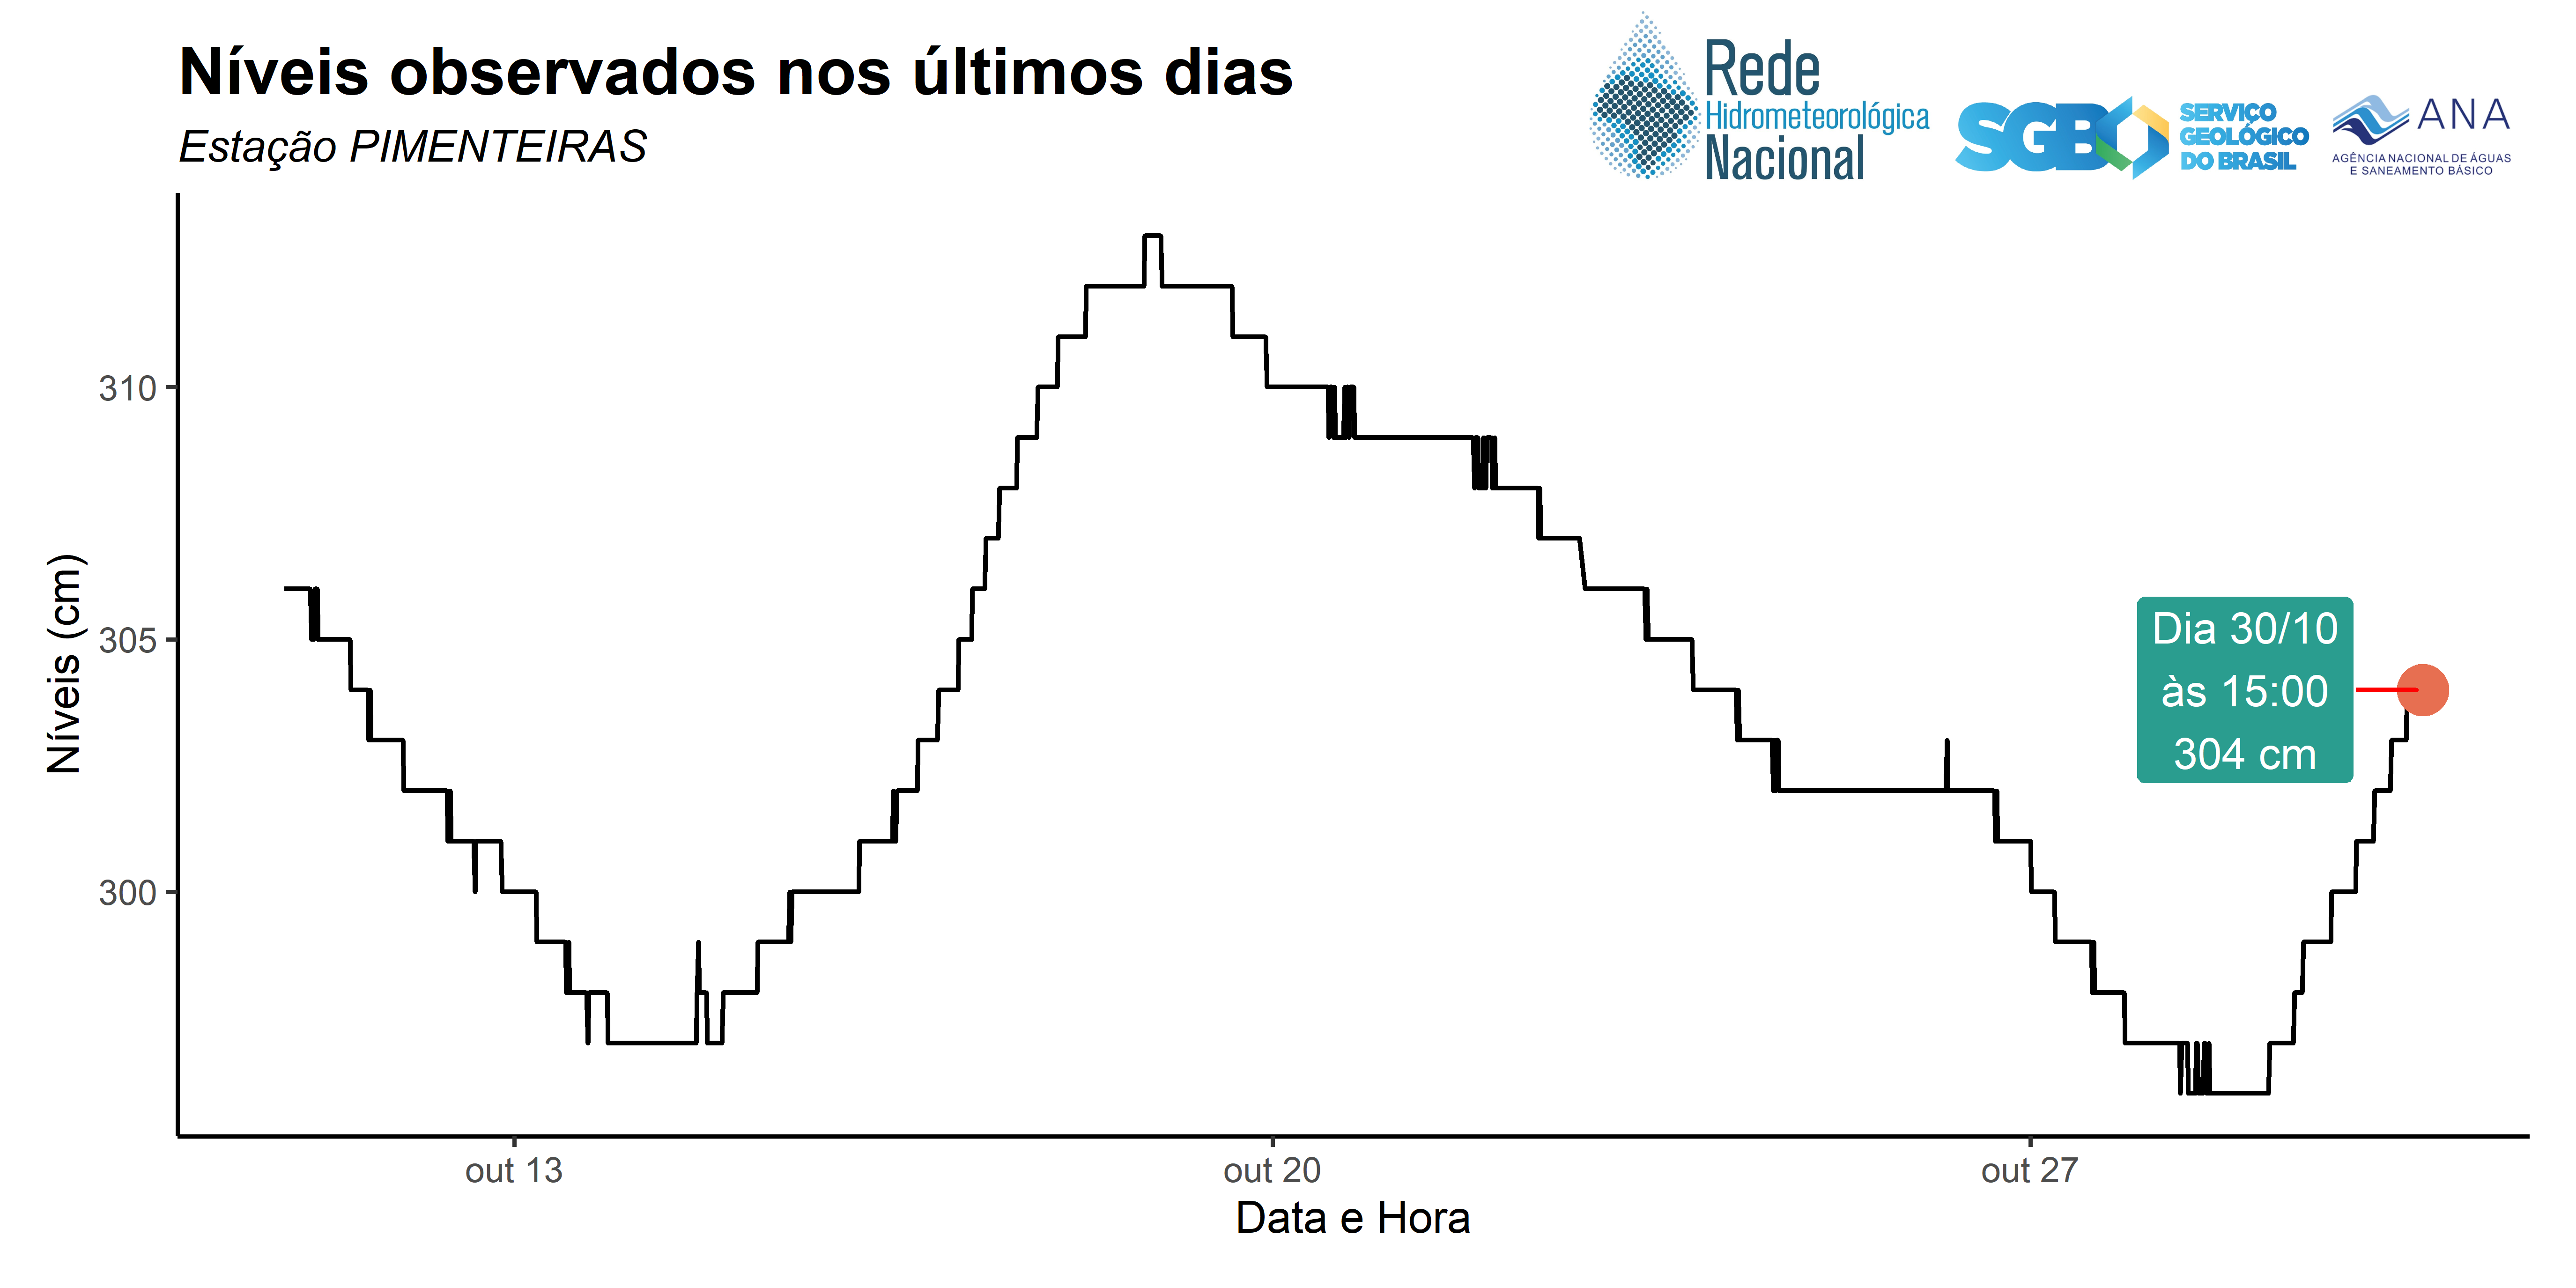 Níveis observados nos últimos dias
Estação PIMENTEIRAS
Rede
Hidrometeorológica
Nacional
SGB
SERVIÇO
GEOLÓGICO
DO BRASIL
ANA
AGÊNCIA NACIONAL DE ÁGUAS
E SANEAMENTO BÁSICO
Níveis (cm)
310
305
300
Dia 30/10
às 15:00
304 cm
out 13
out 20
out 27
Data e Hora